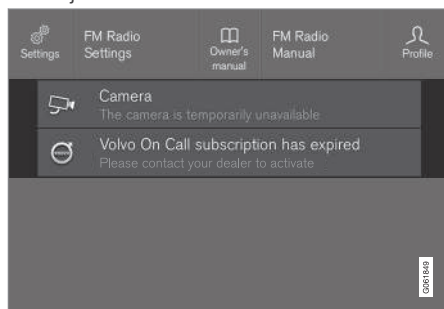 Settings
FM Radio
Settings
Owner's
manual
FM Radio
Manual
Profile
Camera
The camera is temporarily unavailable
Volvo On Call subscription has expired
Please contact your dealer to activate
G061849